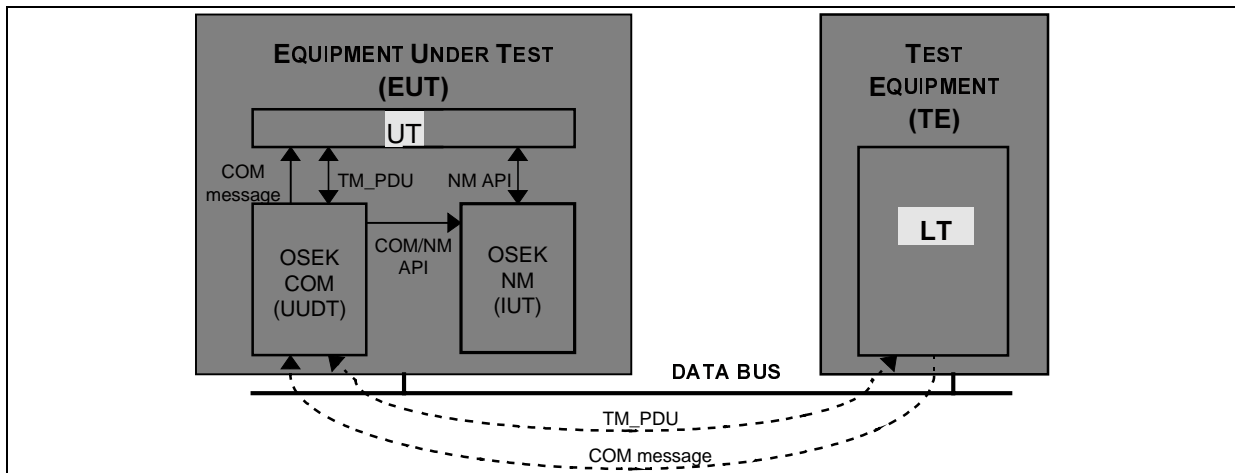 EQUIPMENT UNDER TEST
(EUT)
UT
COM
message
TM_PDU
NM API
OSEK
COM
(UUDT)
COM/NM
API
OSEK
NM
(IUT)
TEST
EQUIPMENT
(TE)
LT
DATA BUS
TM_PDU
COM message